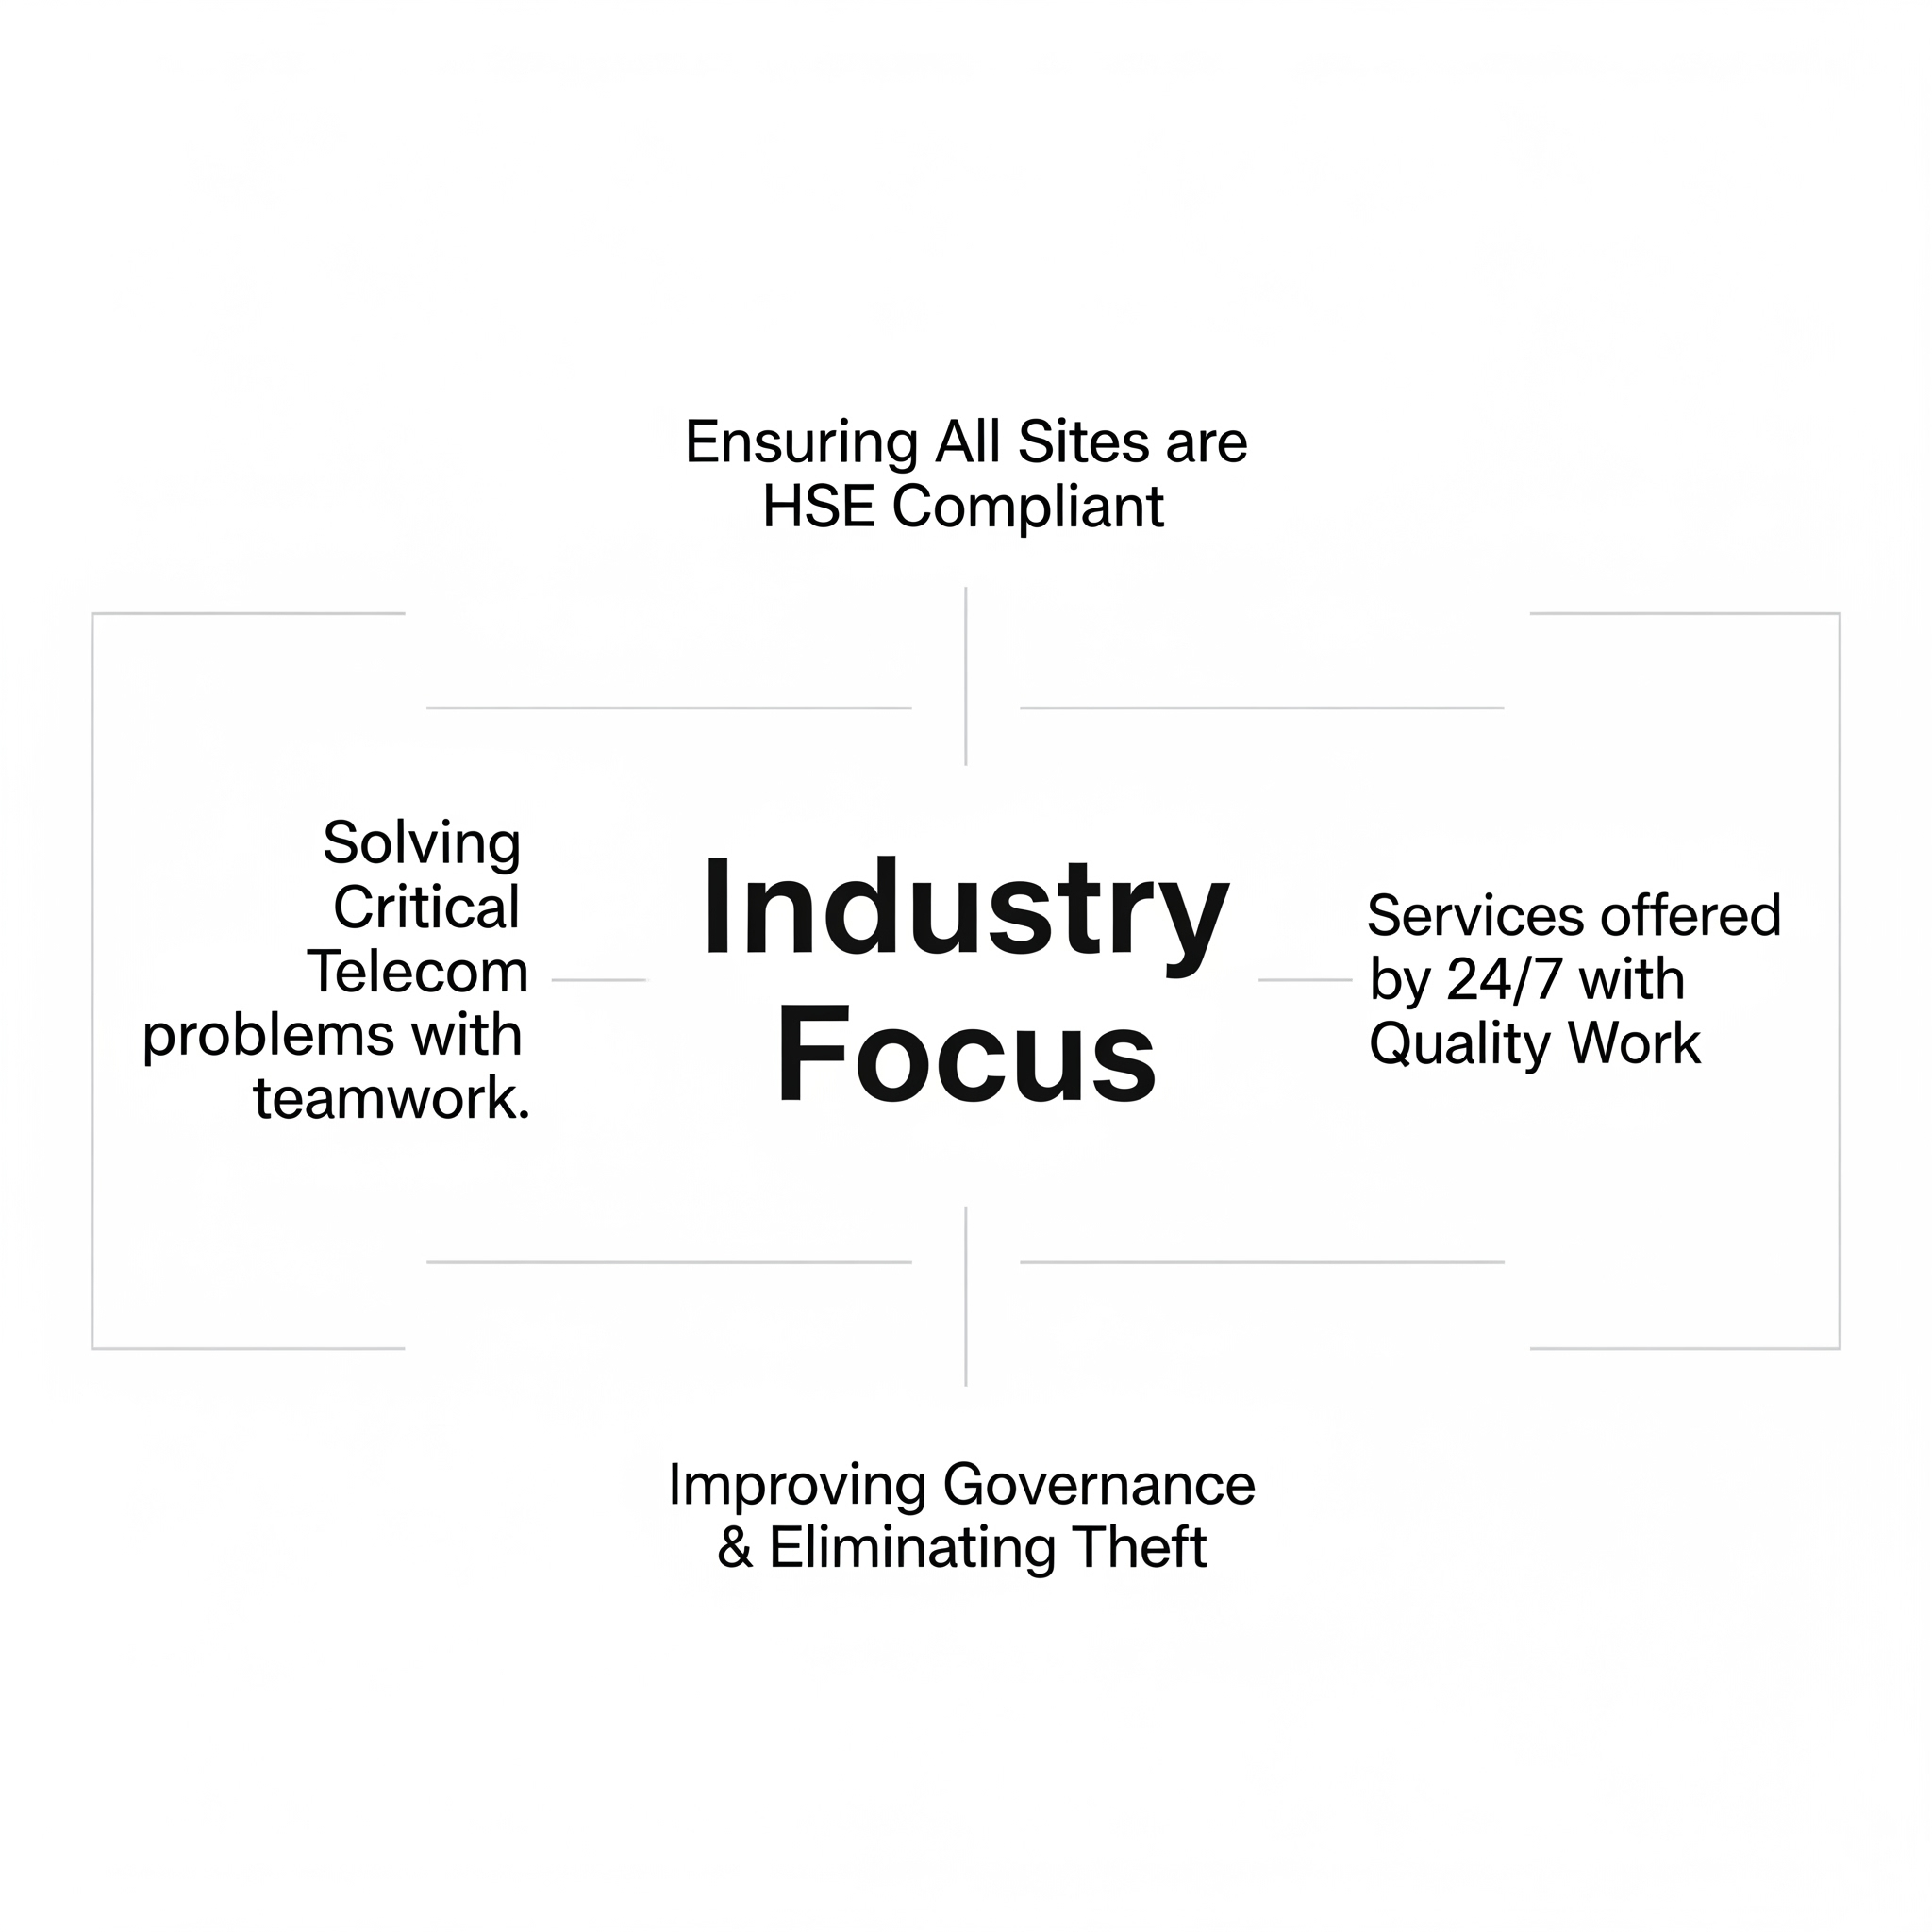 Ensuring All Sites are
HSE Compliant
Solving
Critical
Telecom
problems with
teamwork.
Industry
Focus
Services offered
by 24/7 with
Quality Work
Improving Governance
& Eliminating Theft